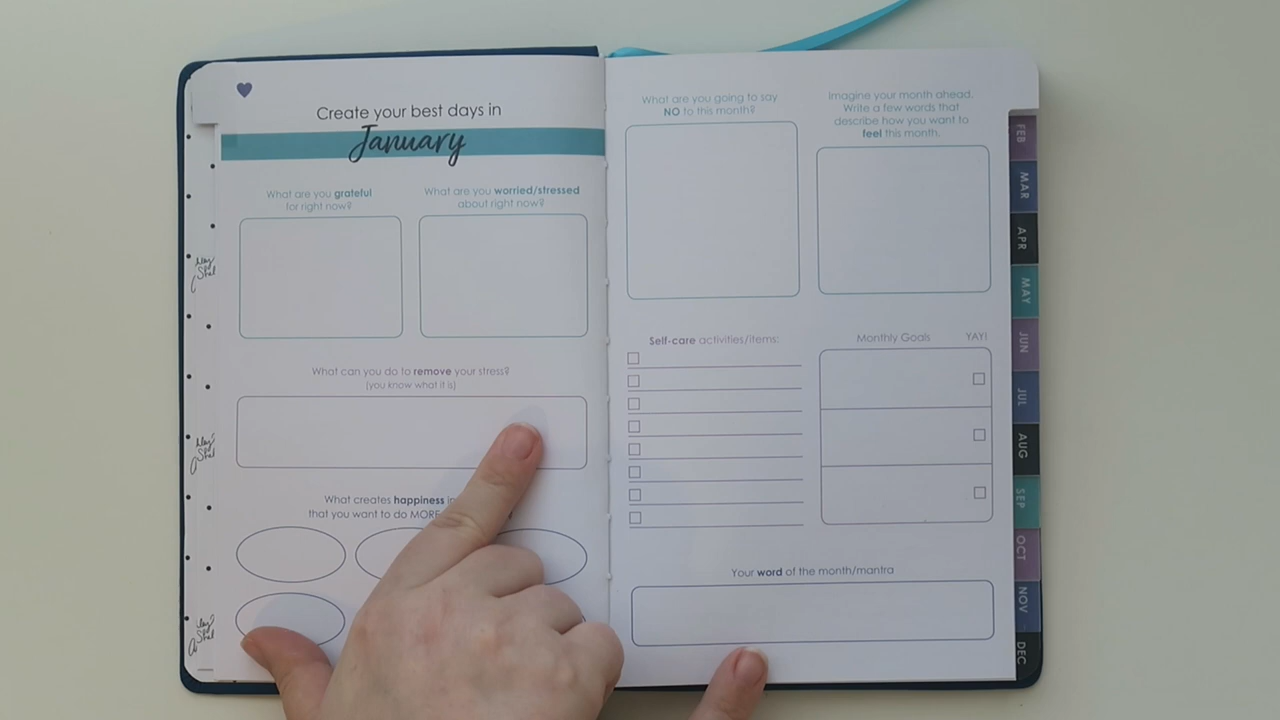 Create your best days in
January
What are you grateful
for right now?
What are you worried/stressed
about right now?
What can you do to remove your stress?
(you know what it is)
What creates happiness in
that you want to do MORE
What are you going to say
NO to this month?
Imagine your month ahead.
Write a few words that
describe how you want to
feel this month.
Self-care activities/items:
Monthly Goals
YAY!
Your word of the month/mantra
FEB
MAR
APR
MAY
JUN
JUL
AUG
SEP
OCT
NOV
DEC